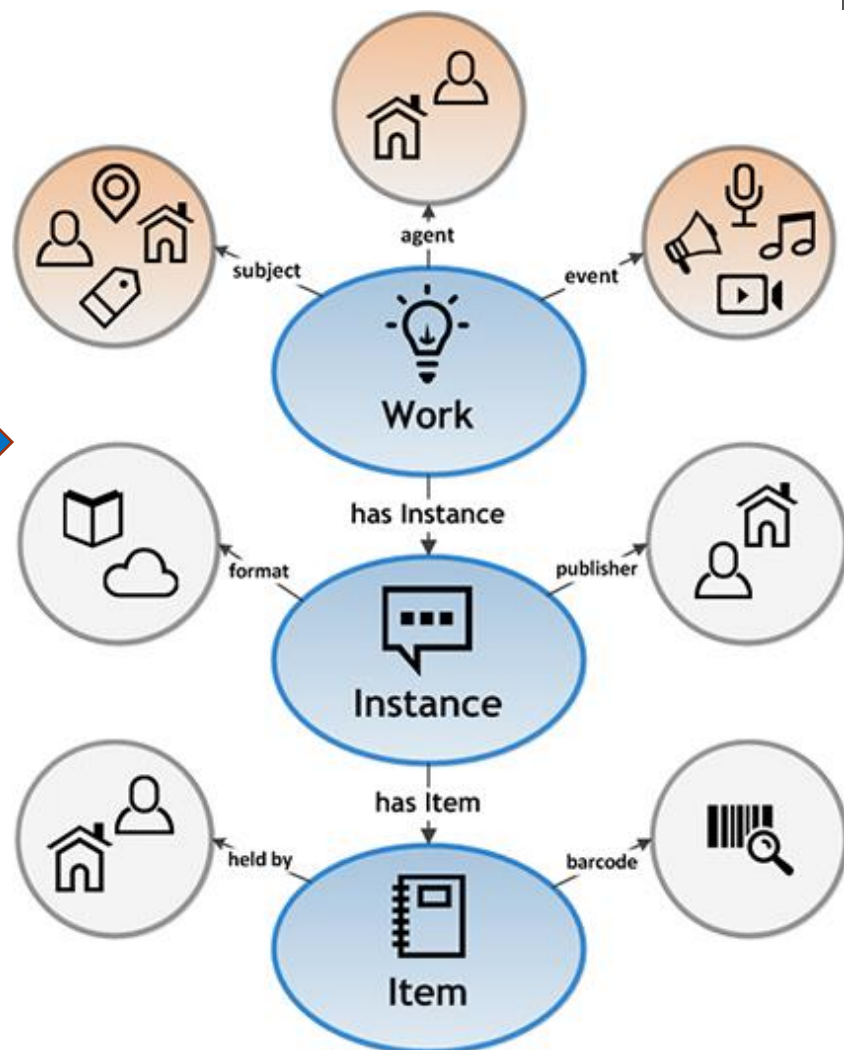 agent
subject
event
Work
has Instance
format
publisher
Instance
has Item
held by
barcode
Item